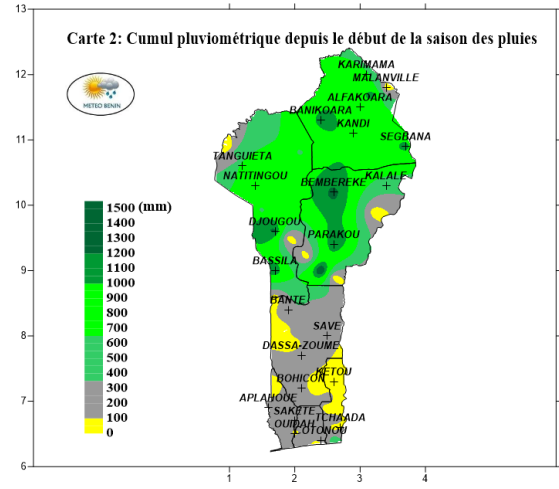 Carte 2: Cumul pluviométrique depuis le début de la saison des pluies
METEO BENIN
13
12
11
10
9
8
7
6
1 2 3 4
1500 (mm)
1400
1300
1200
1100
1000
900
800
700
600
500
400
300
200
100
0
KARIMAMA
MALANVILLE
ALFAKOARA
BANIKOARA
KANDI
SEGBANA
TANGUIETA
NATITINGOU
BEMBEREKE
KALALE
DJOUGOU
PARAKOU
BASSILA
BANTE
SAVE
DASSA-ZOUME
KETOU
BOHICON
APLAHOUE
SAKETE
TCHAADA
OUIDAH
COTONOU